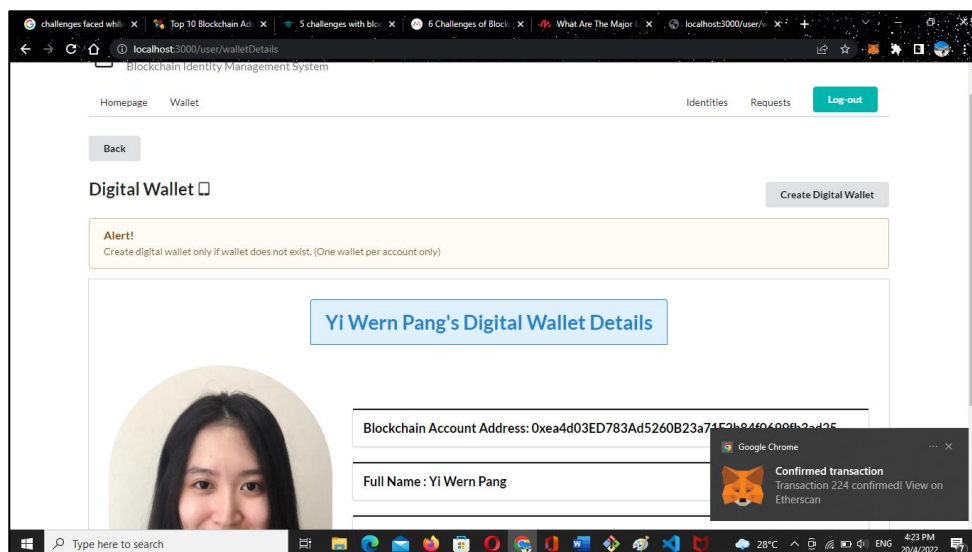 challenges faced whil
Top 10 Blockchain Ad
5 challenges with bloc
6 Challenges of Block
What Are The Major L
localhost:3000/user/w
localhost:3000/user/walletDetails
Blockchain Identity Management System
Homepage Wallet Identities Requests Log-out
Back
Digital Wallet
Create Digital Wallet
Alert!
Create digital wallet only if wallet does not exist. (One wallet per account only)
Yi Wern Pang's Digital Wallet Details
Blockchain Account Address:
Full Name : Yi Wern Pang
Google Chrome
Confirmed transaction
Transaction 224 confirmed! View on
Etherscan
Type here to search
28°C ENG 4:23 PM
20/4/2022